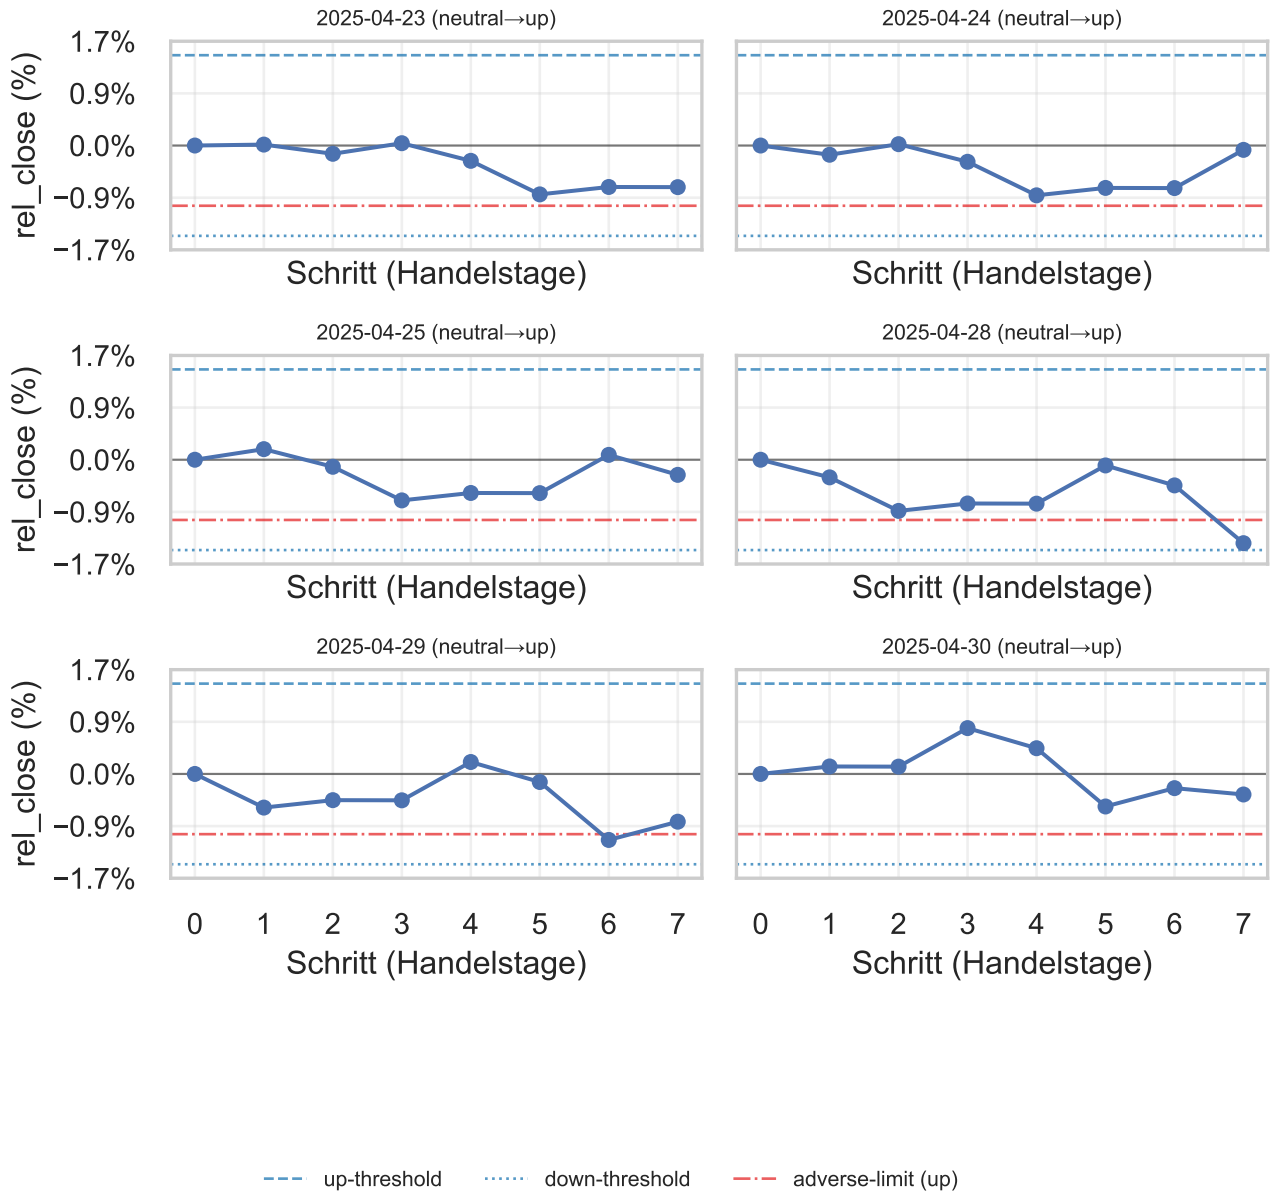 2025-04-23 (neutral→up)
2025-04-24 (neutral→up)
rel_close (%)
1.7%
0.9%
0.0%
−0.9%
−1.7%
Schritt (Handelstage)
Schritt (Handelstage)
2025-04-25 (neutral→up)
2025-04-28 (neutral→up)
rel_close (%)
1.7%
0.9%
0.0%
−0.9%
−1.7%
Schritt (Handelstage)
Schritt (Handelstage)
2025-04-29 (neutral→up)
2025-04-30 (neutral→up)
rel_close (%)
1.7%
0.9%
0.0%
−0.9%
−1.7%
0 1 2 3 4 5 6 7
0 1 2 3 4 5 6 7
Schritt (Handelstage)
Schritt (Handelstage)
up-threshold
down-threshold
adverse-limit (up)